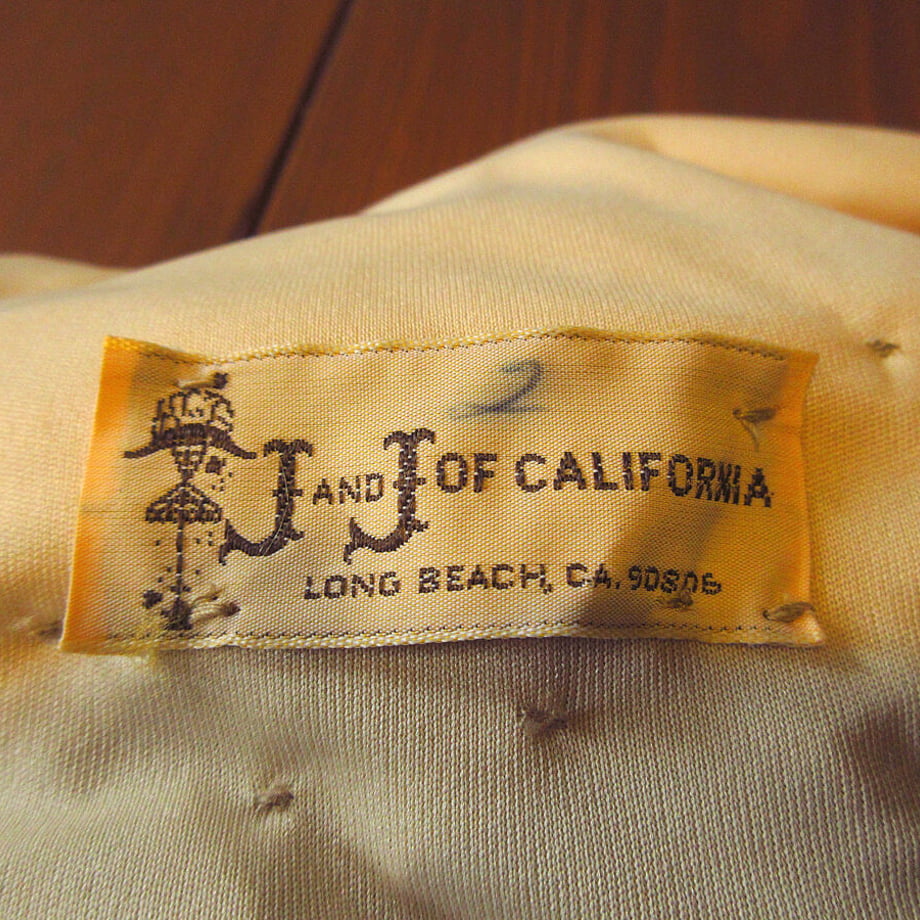 2
J AND J OF CALIFORNIA
LONG BEACH, CA. 90806